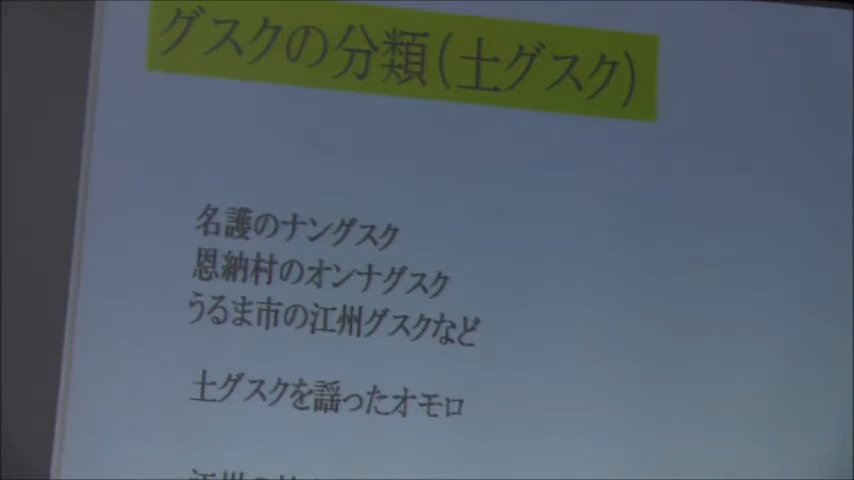 グスクの分類(土グスク)
名護のナングスク
恩納村のオンナグスク
うるま市の江州グスクなど
土グスクを謡ったオモロ